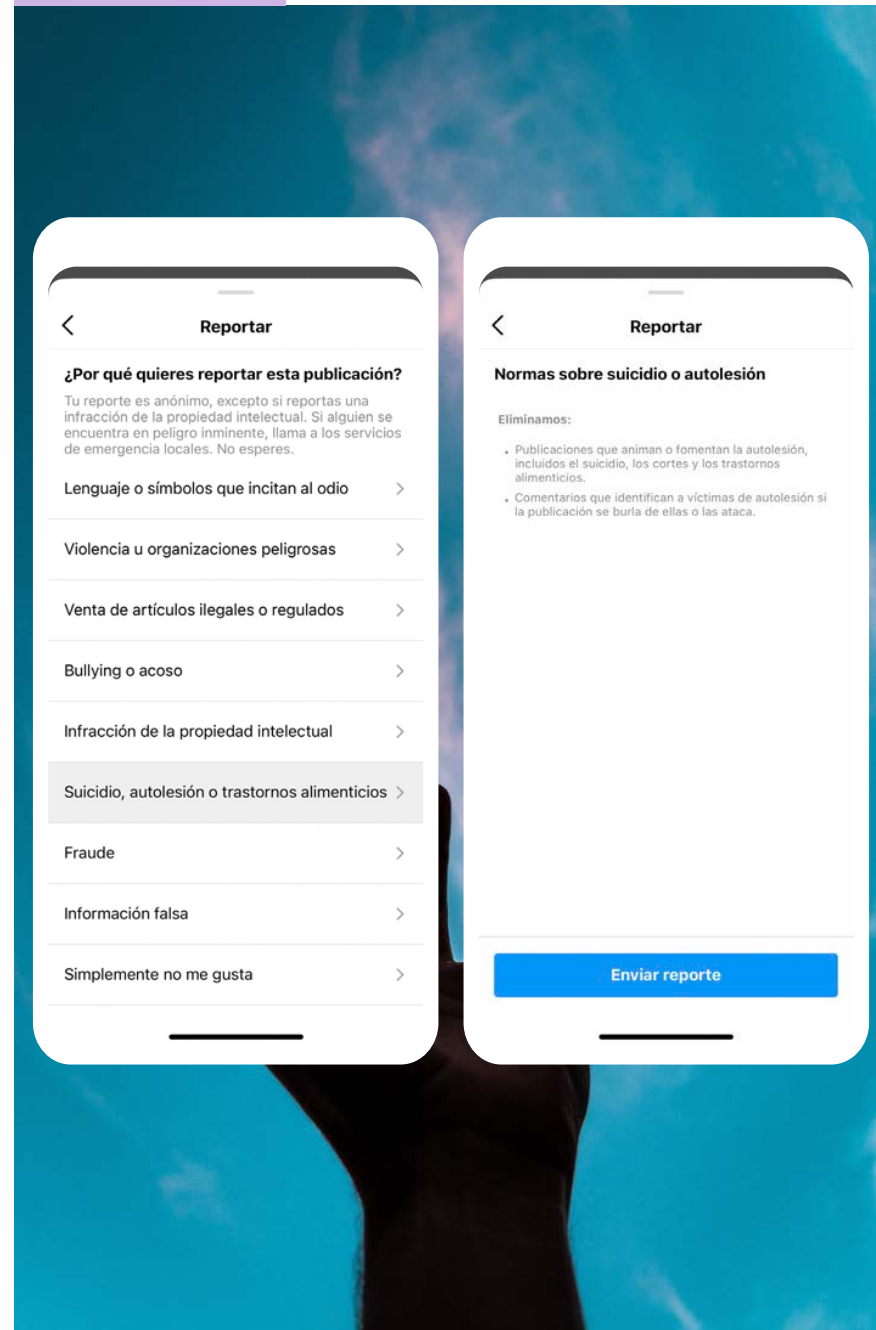 Reportar
¿Por qué quieres reportar esta publicación?
Tu reporte es anónimo, excepto si reportas una
infracción de la propiedad intelectual. Si alguien se
encuentra en peligro inminente, llama a los servicios
de emergencia locales. No esperes.
Lenguaje o símbolos que incitan al odio
Violencia u organizaciones peligrosas
Venta de artículos ilegales o regulados
Bullying o acoso
Infracción de la propiedad intelectual
Suicidio, autolesión o trastornos alimenticios
Fraude
Información falsa
Simplemente no me gusta
Reportar
Normas sobre suicidio o autolesión
Eliminamos:
• Publicaciones que animan o fomentan la autolesión,
incluidos el suicidio, los cortes y los trastornos
alimenticios.
• Comentarios que identifican a víctimas de autolesión si
la publicación se burla de ellas o las ataca.
Enviar reporte